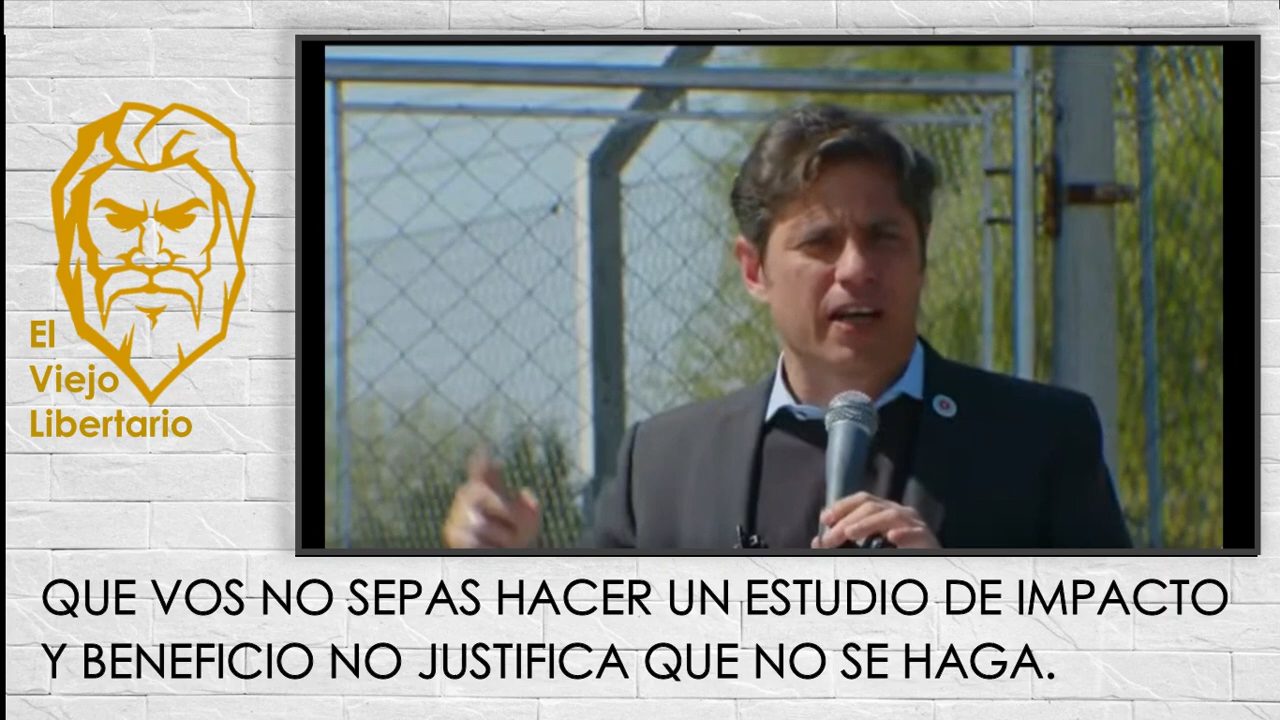 El
Viejo
Libertario
QUE VOS NO SEPAS HACER UN ESTUDIO DE IMPACTO
Y BENEFICIO NO JUSTIFICA QUE NO SE HAGA.